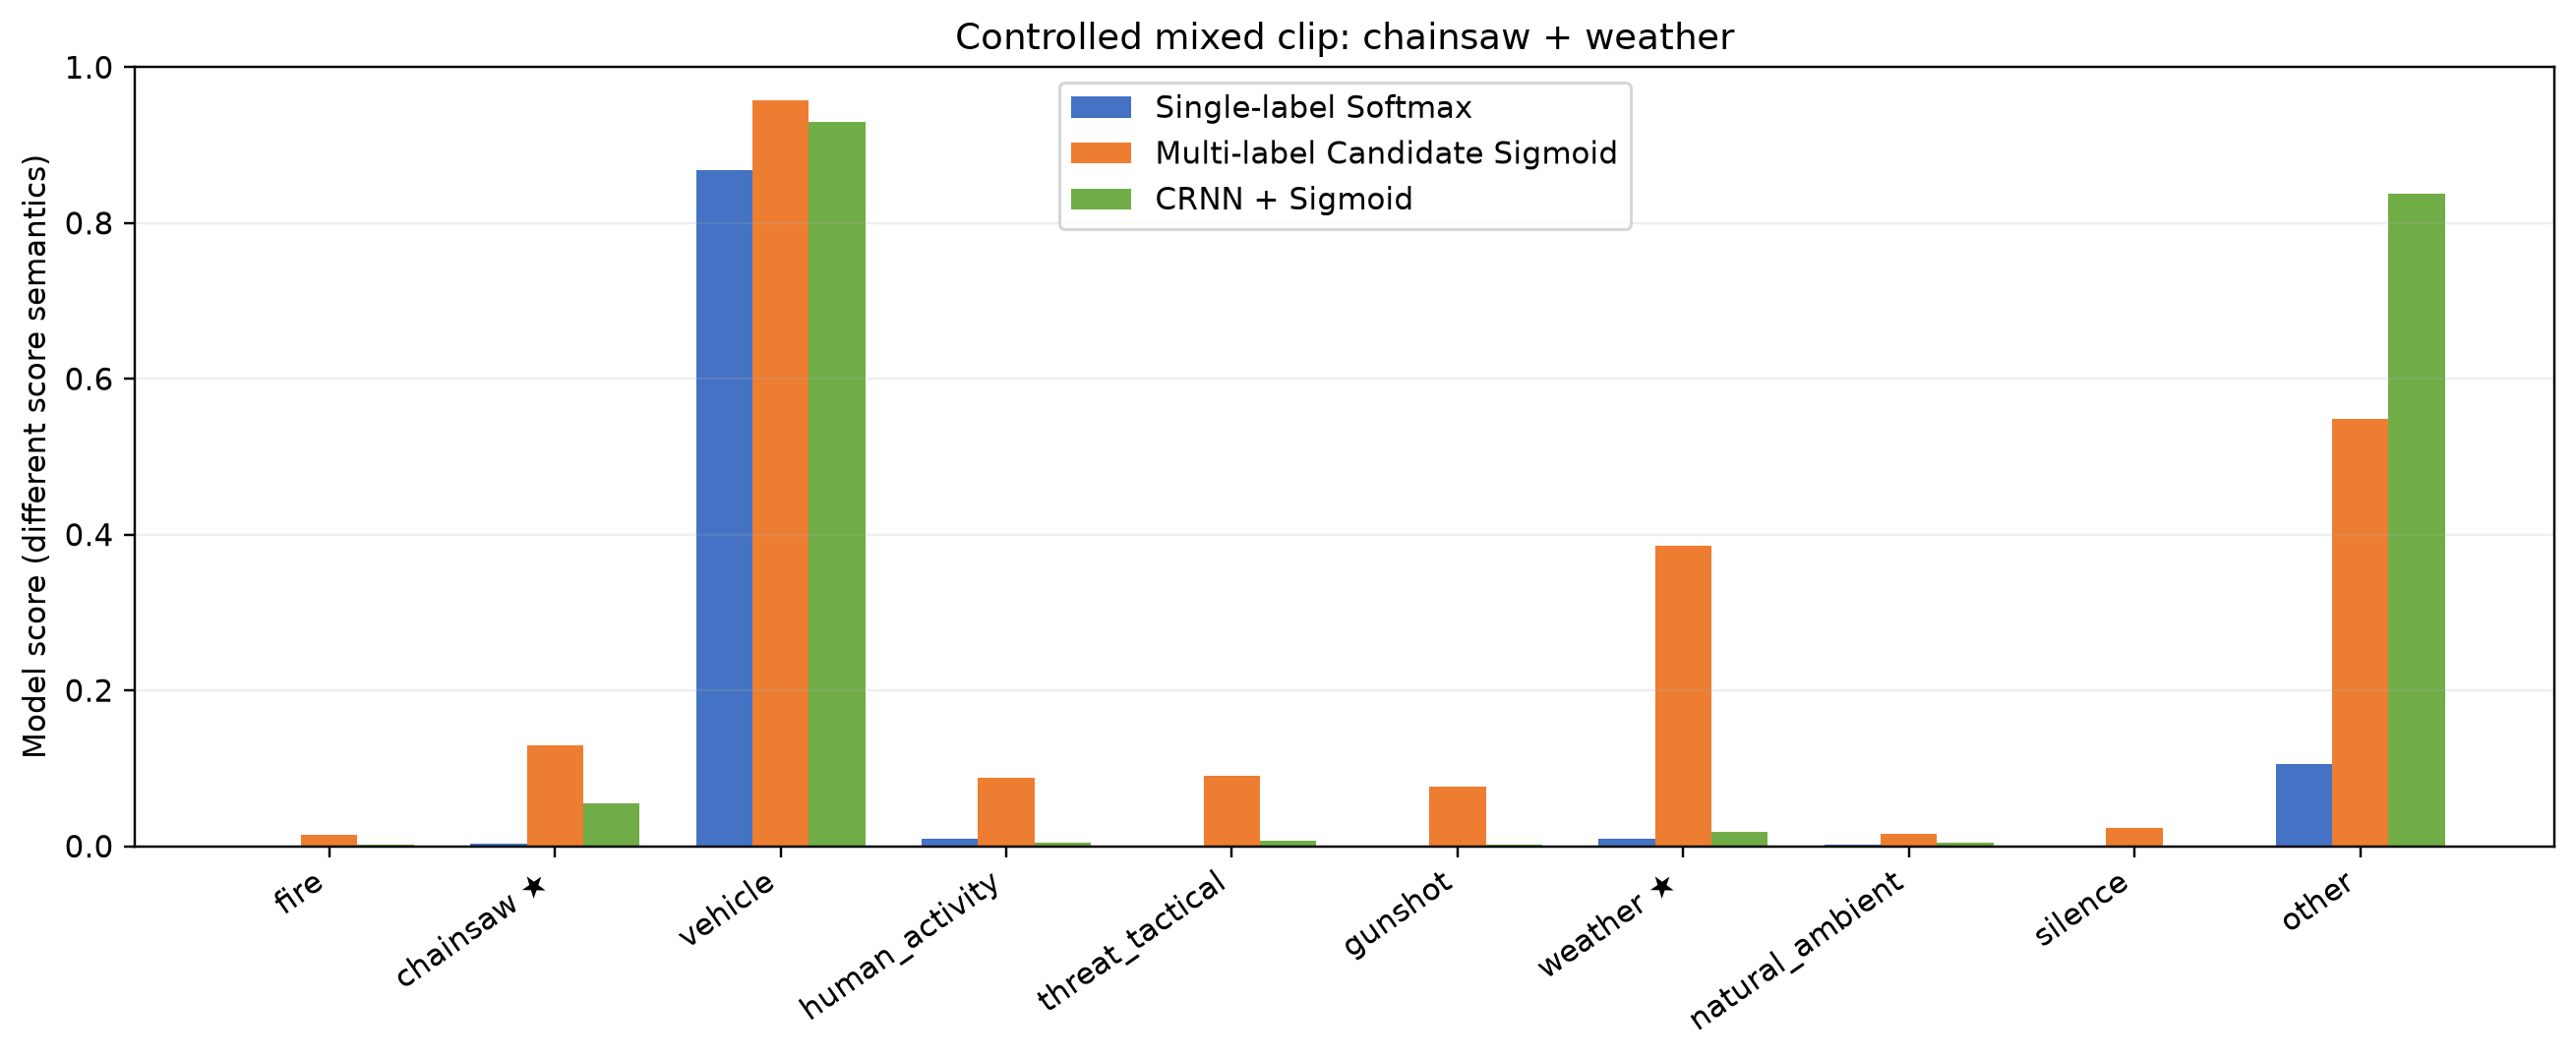 Controlled mixed clip: chainsaw + weather
Model score (different score semantics)
1.0
0.8
0.6
0.4
0.2
0.0
Single-label Softmax
Multi-label Candidate Sigmoid
CRNN + Sigmoid
fire
chainsaw ★
vehicle
human_activity
threat_tactical
gunshot
weather ★
natural_ambient
silence
other